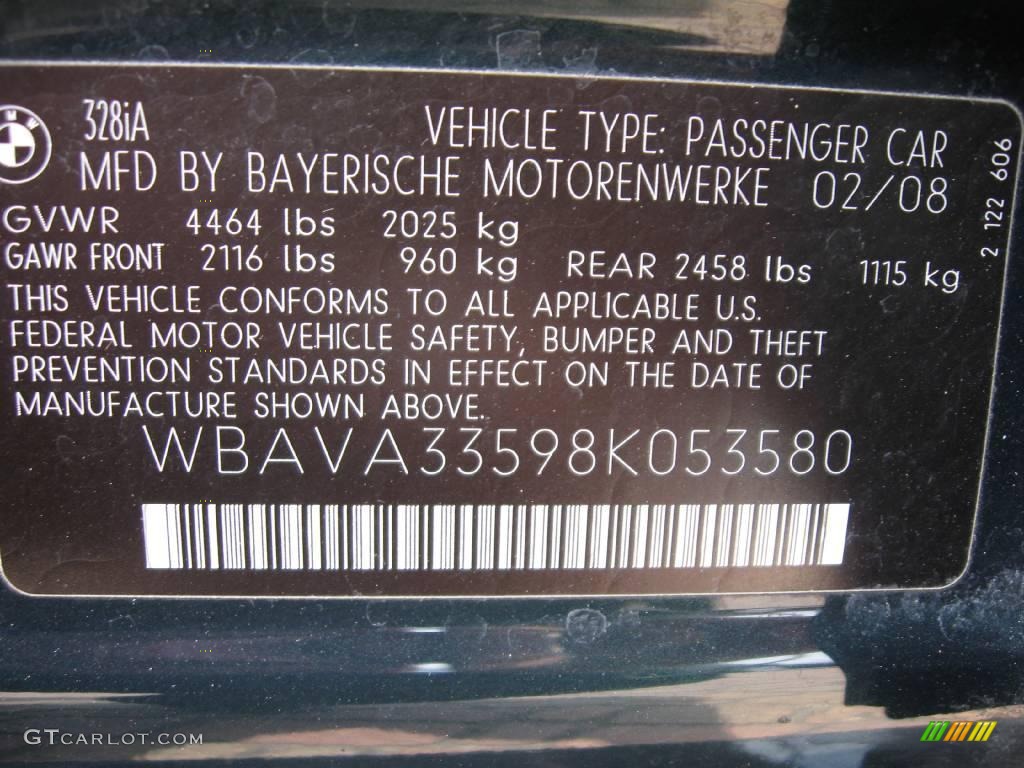 328iA
VEHICLE TYPE: PASSENGER CAR
MFD BY BAYERISCHE MOTORENWERKE 02/08
GVWR 4464 lbs 2025 kg
GAWR FRONT 2116 lbs 960 kg REAR 2458 lbs 1115 kg
THIS VEHICLE CONFORMS TO ALL APPLICABLE U.S.
FEDERAL MOTOR VEHICLE SAFETY, BUMPER AND THEFT
PREVENTION STANDARDS IN EFFECT ON THE DATE OF
MANUFACTURE SHOWN ABOVE.
WBAVA33598K053580
2 122 606
GTCARLOT.COM